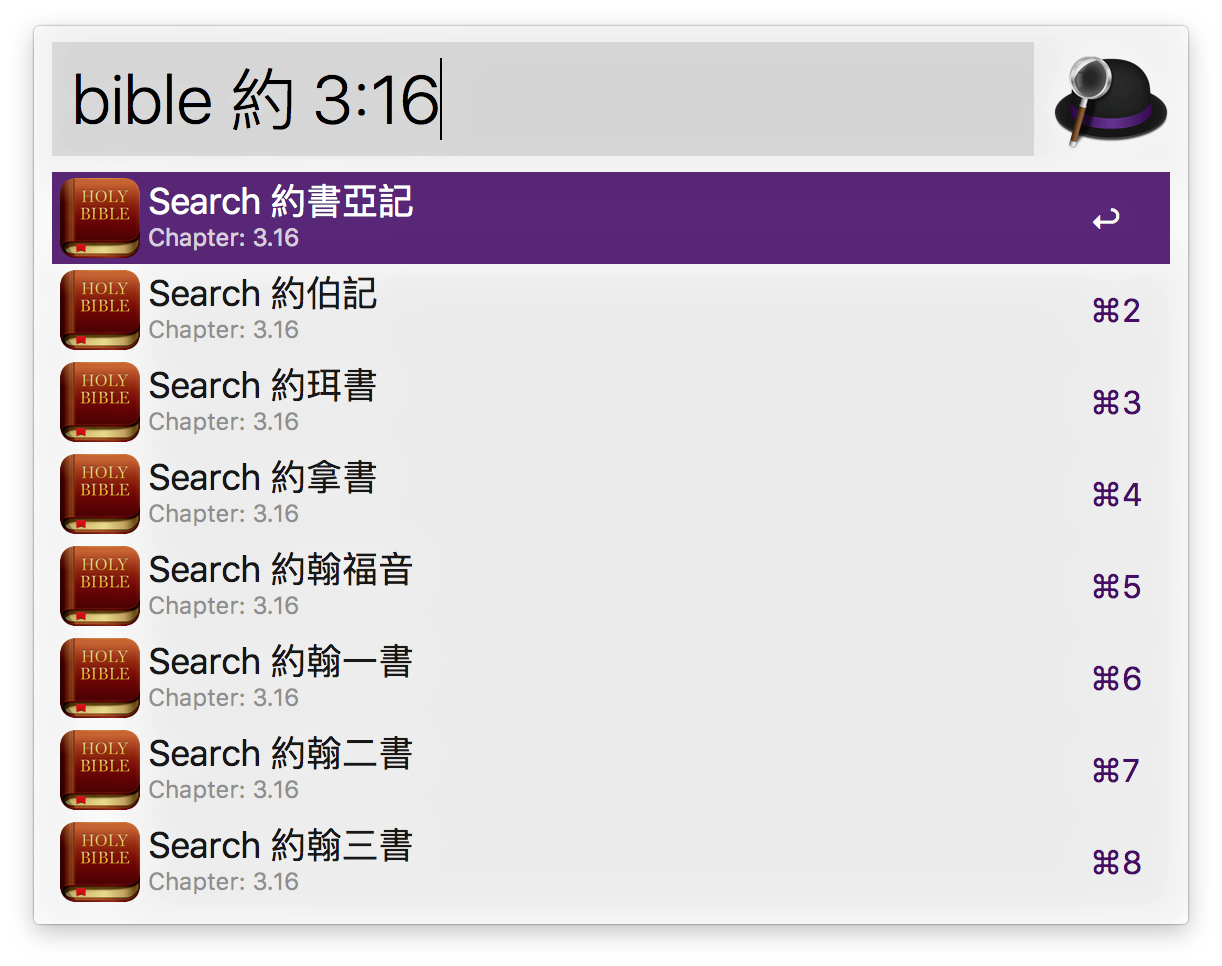 bible 約 3:16
HOLY
BIBLE
Search 約書亞記
Chapter: 3.16
↩
HOLY
BIBLE
Search 約伯記
Chapter: 3.16
⌘2
HOLY
BIBLE
Search 約珥書
Chapter: 3.16
⌘3
HOLY
BIBLE
Search 約拿書
Chapter: 3.16
⌘4
HOLY
BIBLE
Search 約翰福音
Chapter: 3.16
⌘5
HOLY
BIBLE
Search 約翰一書
Chapter: 3.16
⌘6
HOLY
BIBLE
Search 約翰二書
Chapter: 3.16
⌘7
HOLY
BIBLE
Search 約翰三書
Chapter: 3.16
⌘8